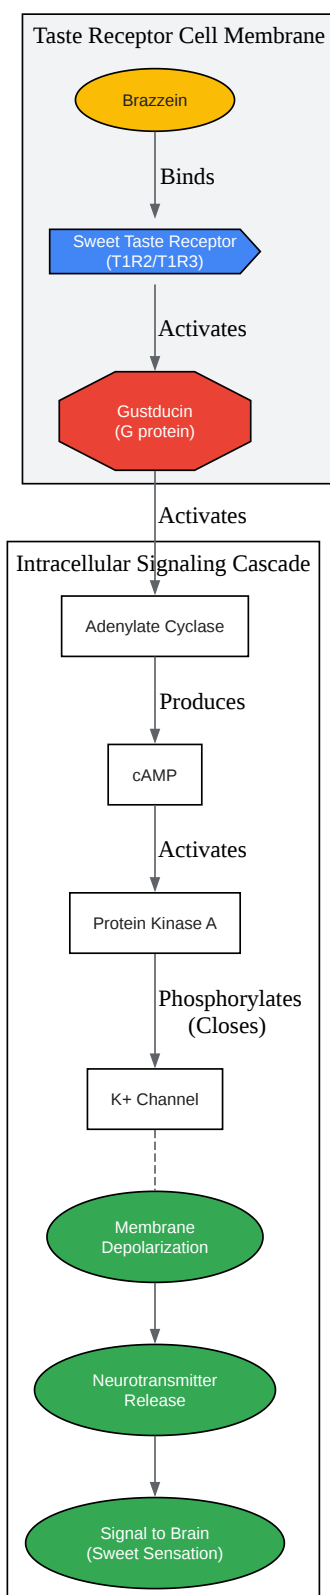 Taste Receptor Cell Membrane
Brazzein
Binds
Sweet Taste Receptor
(T1R2/T1R3)
Activates
Gustducin
(G protein)
Activates
Intracellular Signaling Cascade
Adenylate Cyclase
Produces
cAMP
Activates
Protein Kinase A
Phosphorylates
(Closes)
K+ Channel
Membrane
Depolarization
Neurotransmitter
Release
Signal to Brain
(Sweet Sensation)